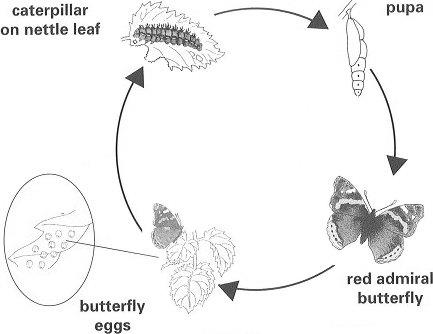 caterpillar
on nettle leaf
pupa
red admiral
butterfly
butterfly
eggs